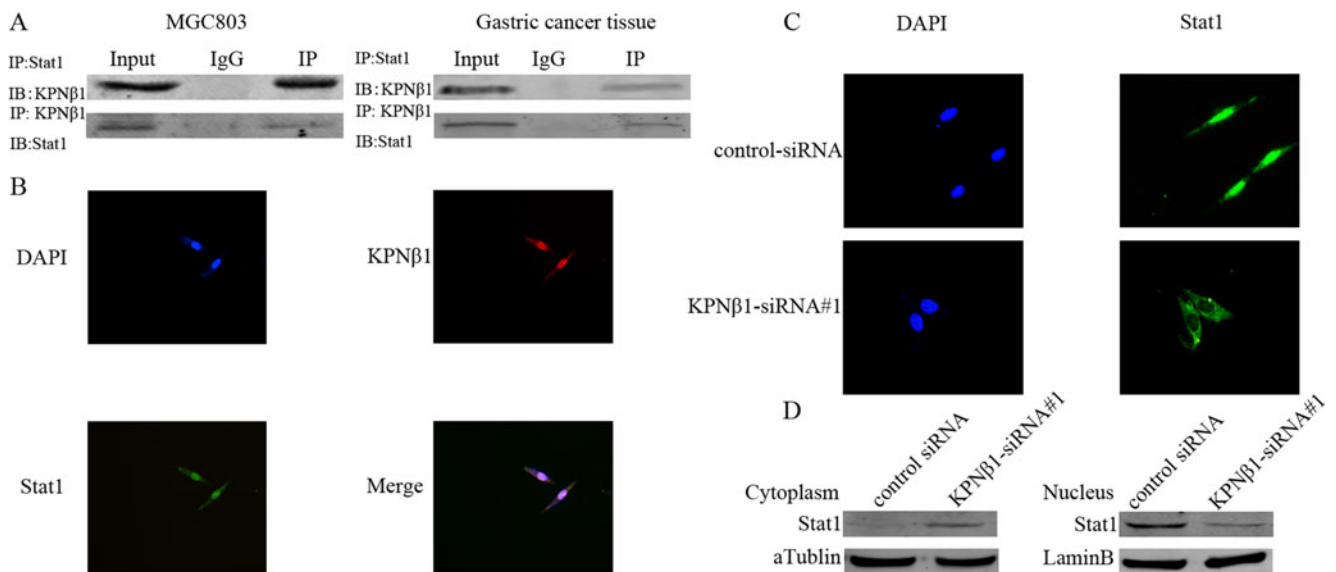 A
MGC803
Gastric cancer tissue
IP:Stat1
Input
IgG
IP
IB:KPNβ1
IP: KPNβ1
IB:Stat1
IP:Stat1
Input
IgG
IP
IB:KPNβ1
IP: KPNβ1
IB:Stat1
B
DAPI
KPNβ1
Stat1
Merge
C
DAPI
Stat1
control-siRNA
KPNβ1-siRNA#1
D
control siRNA
KPNβ1-siRNA#1
Cytoplasm
Stat1
aTublin
control siRNA
KPNβ1-siRNA#1
Nucleus
Stat1
LaminB